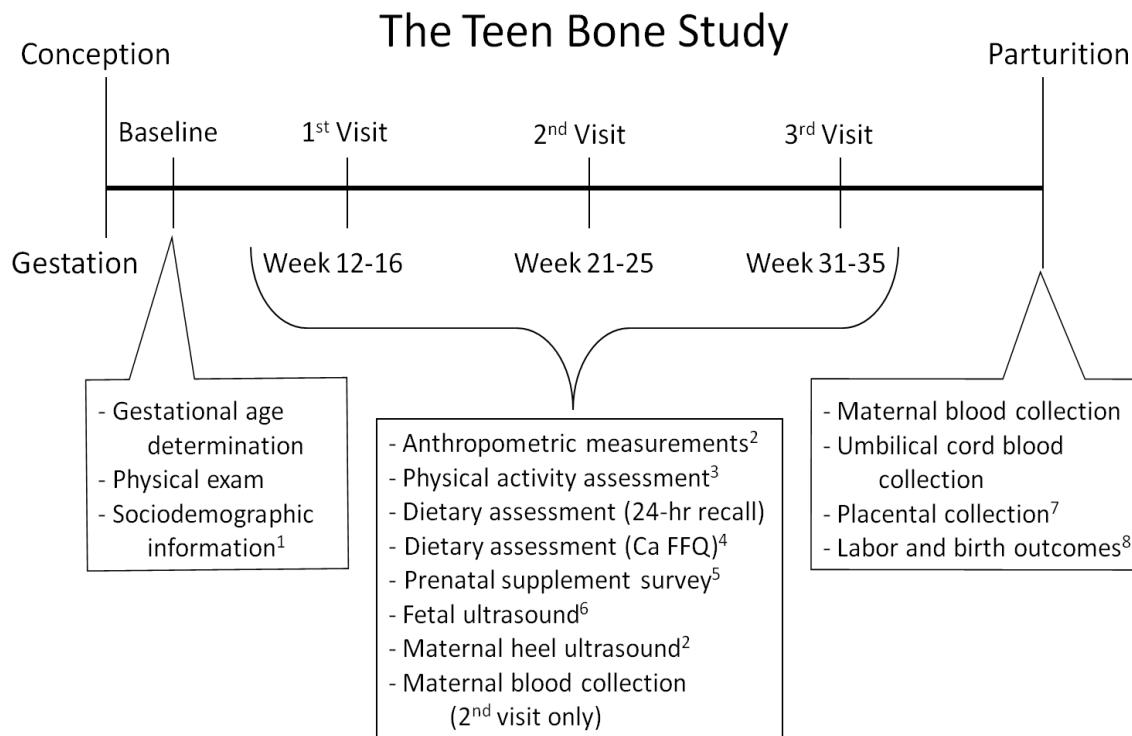 The Teen Bone Study
Conception
Parturition
Baseline
1st Visit
2nd Visit
3rd Visit
Gestation
Week 12-16
Week 21-25
Week 31-35
- Gestational age
determination
- Physical exam
- Sociodemographic
information1
- Anthropometric measurements2
- Physical activity assessment3
- Dietary assessment (24-hr recall)
- Dietary assessment (Ca FFQ)4
- Prenatal supplement survey5
- Fetal ultrasound6
- Maternal heel ultrasound2
- Maternal blood collection
(2nd visit only)
- Maternal blood collection
- Umbilical cord blood
collection
- Placental collection7
- Labor and birth outcomes8